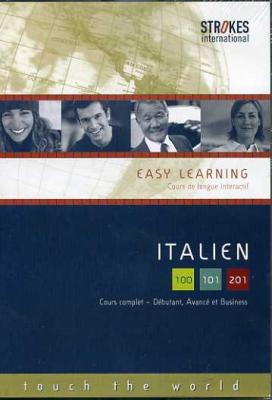 STROKES
international
EASY LEARNING
Cours de langue interactif
ITALIEN
100 101 201
Cours complet – Débutant, Avancé et Business
touch the world